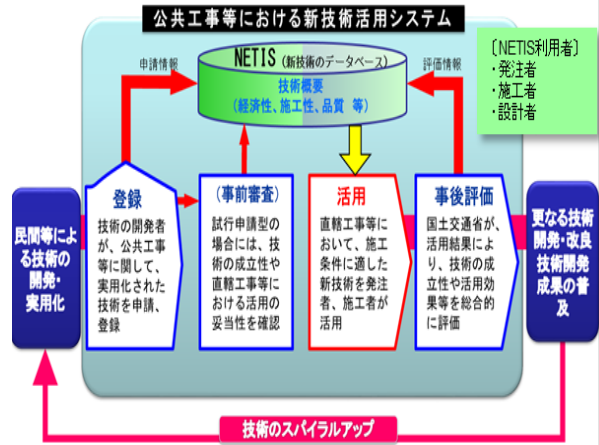 公共工事等における新技術活用システム
NETIS（新技術のデータベース）
技術概要
（経済性、施工性、品質 等）
申請情報
評価情報
〔NETIS利用者〕
・発注者
・施工者
・設計者
民間等によ
る技術の
開発・
実用化
登録
技術の開発者
が、公共工事
等に関して、
実用化された
技術を申請、
登録
（事前審査）
試行申請型の
場合には、技
術の成立性や
直轄工事等に
おける活用の
妥当性を確認
活用
直轄工事等に
おいて、施工
条件に適した
新技術を発注
者、施工者が
活用
事後評価
国土交通省が、
活用結果によ
り、技術の成
立性や活用効
果等を総合的
に評価
更なる技術
開発・改良
技術開発
成果の普
及
技術のスパイラルアップ